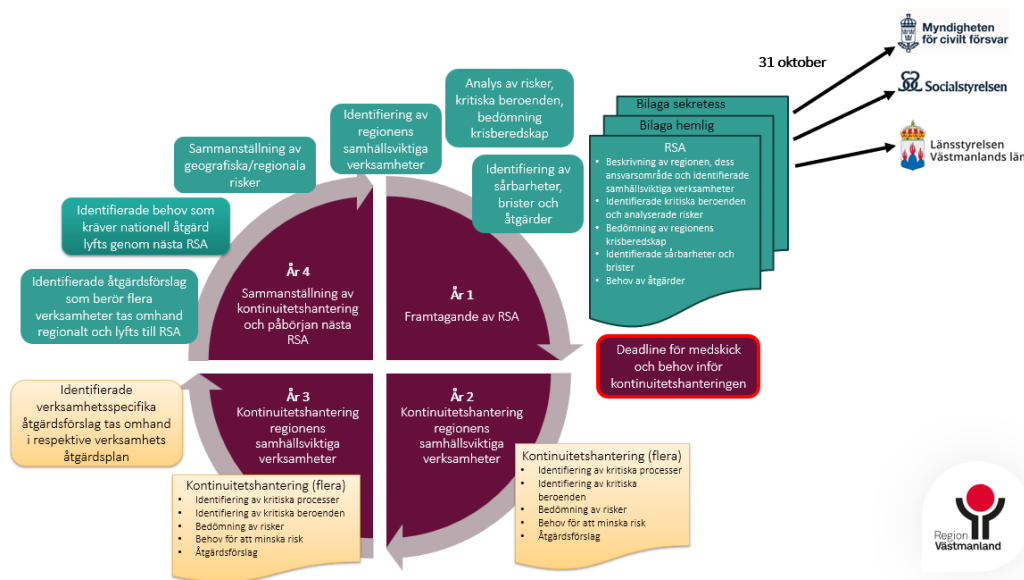 Myndigheten
för civilt försvar
31 oktober
Socialstyrelsen
Länsstyrelsen
Västmanlands län
Analys av risker,
kritiska beroenden,
bedömning
krisberedskap
Identifiering av
regionens
samhällsviktiga
verksamheter
Sammanställning av
geografiska/regionala
risker
Identifiering av
sårbarheter,
brister och
åtgärder
Identifierade behov som
kräver nationell åtgärd
lyfts genom nästa RSA
Identifierade åtgärdsförslag
som berör flera
verksamheter tas omhand
regionalt och lyfts till RSA
Bilaga sekretess
Bilaga hemlig
RSA
• Beskrivning av regionen, dess
ansvarsområde och identifierade
samhällsviktiga verksamheter
• Identifierade kritiska beroenden
och analyserade risker
• Bedömning av regionens
krisberedskap
• Identifierade sårbarheter och
brister
• Behov av åtgärder
År 4
Sammanställning av
kontinuitetshantering
och påbörjan nästa
RSA
År 1
Framtagande av RSA
Deadline för medskick
och behov inför
kontinuitetshanteringen
Identifierade
verksamhetsspecifika
åtgärdsförslag tas omhand
i respektive verksamhets
åtgärdsplan
År 3
Kontinuitetshantering
regionens
samhällsviktiga
verksamheter
År 2
Kontinuitetshantering
regionens
samhällsviktiga
verksamheter
Kontinuitetshantering (flera)
• Identifiering av kritiska processer
• Identifiering av kritiska beroenden
• Bedömning av risker
• Behov för att minska risk
• Åtgärdsförslag
Kontinuitetshantering (flera)
• Identifiering av kritiska processer
• Identifiering av kritiska
beroenden
• Bedömning av risker
• Behov för att minska risk
• Åtgärdsförslag
Region
Västmanland